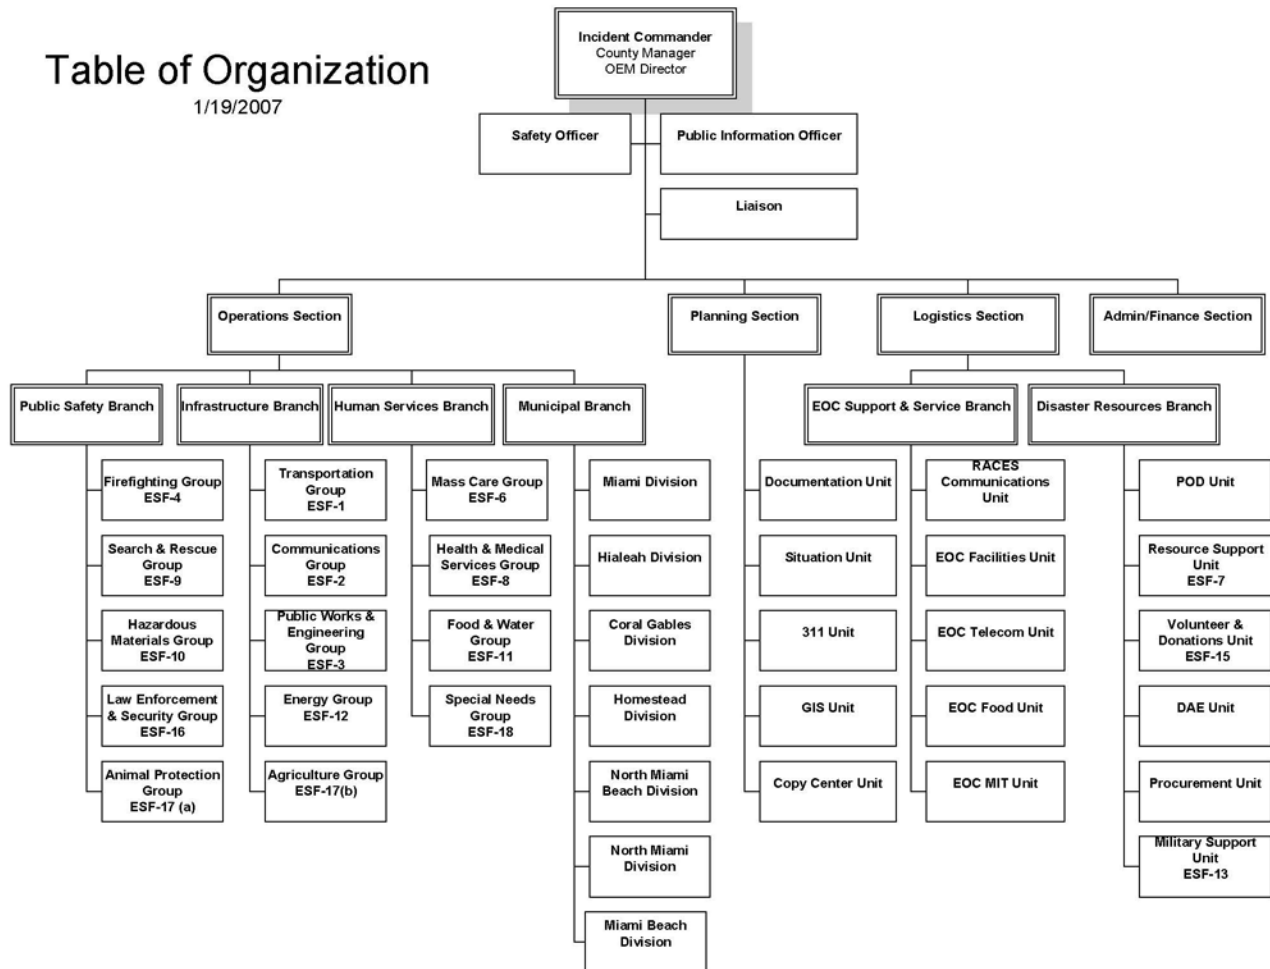 Table of Organization
1/19/2007
Incident Commander
County Manager
OEM Director
Safety Officer
Public Information Officer
Liaison
Operations Section
Planning Section
Logistics Section
Admin/Finance Section
Public Safety Branch
Infrastructure Branch
Human Services Branch
Municipal Branch
EOC Support & Service Branch
Disaster Resources Branch
Firefighting Group
ESF-4
Search & Rescue
Group
ESF-9
Hazardous
Materials Group
ESF-10
Law Enforcement
& Security Group
ESF-16
Animal Protection
Group
ESF-17 (a)
Transportation
Group
ESF-1
Communications
Group
ESF-2
Public Works &
Engineering
Group
ESF-3
Energy Group
ESF-12
Agriculture Group
ESF-17(b)
Mass Care Group
ESF-6
Health & Medical
Services Group
ESF-8
Food & Water
Group
ESF-11
Special Needs
Group
ESF-18
Miami Division
Hialeah Division
Coral Gables
Division
Homestead
Division
North Miami
Beach Division
North Miami
Division
Miami Beach
Division
Documentation Unit
Situation Unit
311 Unit
GIS Unit
Copy Center Unit
RACES
Communications
Unit
EOC Facilities Unit
EOC Telecom Unit
EOC Food Unit
EOC MIT Unit
POD Unit
Resource Support
Unit
ESF-7
Volunteer &
Donations Unit
ESF-15
DAE Unit
Procurement Unit
Military Support
Unit
ESF-13